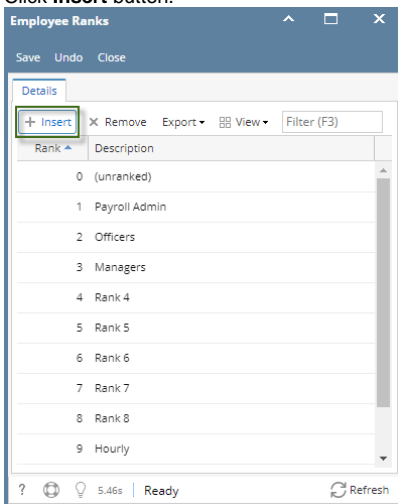 Click Insert button.
Employee Ranks
Save Undo Close
Details
+ Insert × Remove Export View Filter (F3)
Rank Description
0 (unranked)
1 Payroll Admin
2 Officers
3 Managers
4 Rank 4
5 Rank 5
6 Rank 6
7 Rank 7
8 Rank 8
9 Hourly
? 5.46s Ready Refresh